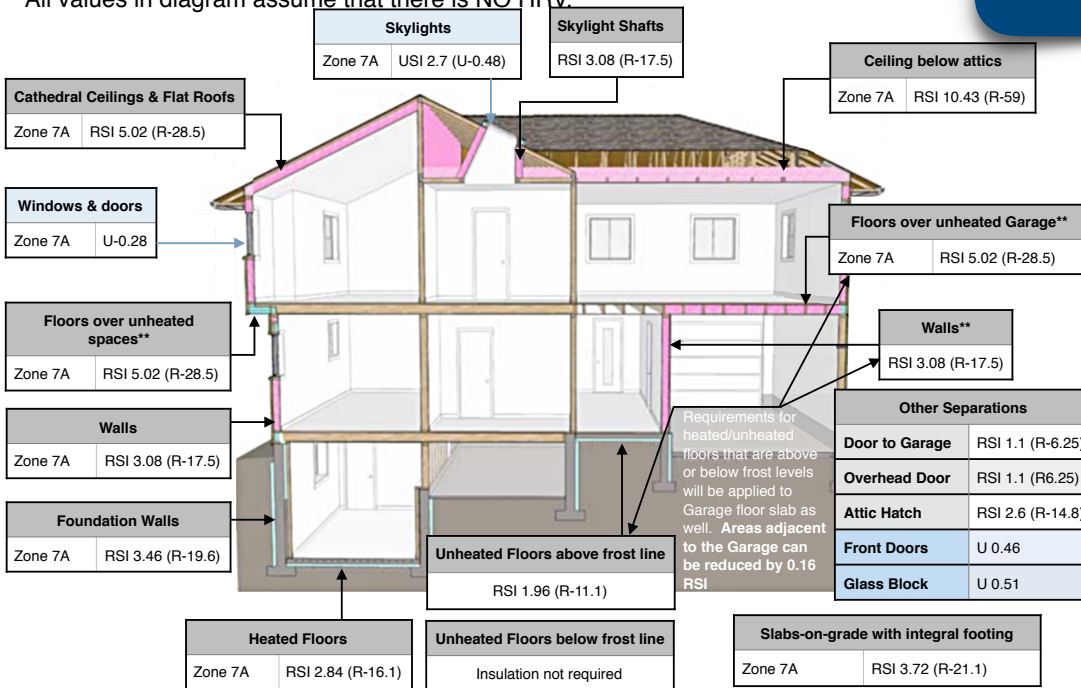 All values in diagram assume that there is NO HRV.
Skylights
Zone 7A USI 2.7 (U-0.48)
Skylight Shafts
RSI 3.08 (R-17.5)
Ceiling below attics
Zone 7A RSI 10.43 (R-59)
Cathedral Ceilings & Flat Roofs
Zone 7A RSI 5.02 (R-28.5)
Windows & doors
Zone 7A U-0.28
Floors over unheated Garage**
Zone 7A RSI 5.02 (R-28.5)
Floors over unheated
spaces**
Zone 7A RSI 5.02 (R-28.5)
Walls**
RSI 3.08 (R-17.5)
Walls
Zone 7A RSI 3.08 (R-17.5)
Requirements for
heated/unheated
floors that are above
or below frost levels
will be applied to
Garage floor slab as
well. Areas adjacent
to the Garage can
be reduced by 0.16
RSI
Other Separations
Door to Garage RSI 1.1 (R-6.25)
Overhead Door RSI 1.1 (R6.25)
Attic Hatch RSI 2.6 (R-14.8)
Front Doors U 0.46
Glass Block U 0.51
Foundation Walls
Zone 7A RSI 3.46 (R-19.6)
Unheated Floors above frost line
RSI 1.96 (R-11.1)
Heated Floors
Zone 7A RSI 2.84 (R-16.1)
Unheated Floors below frost line
Insulation not required
Slabs-on-grade with integral footing
Zone 7A RSI 3.72 (R-21.1)